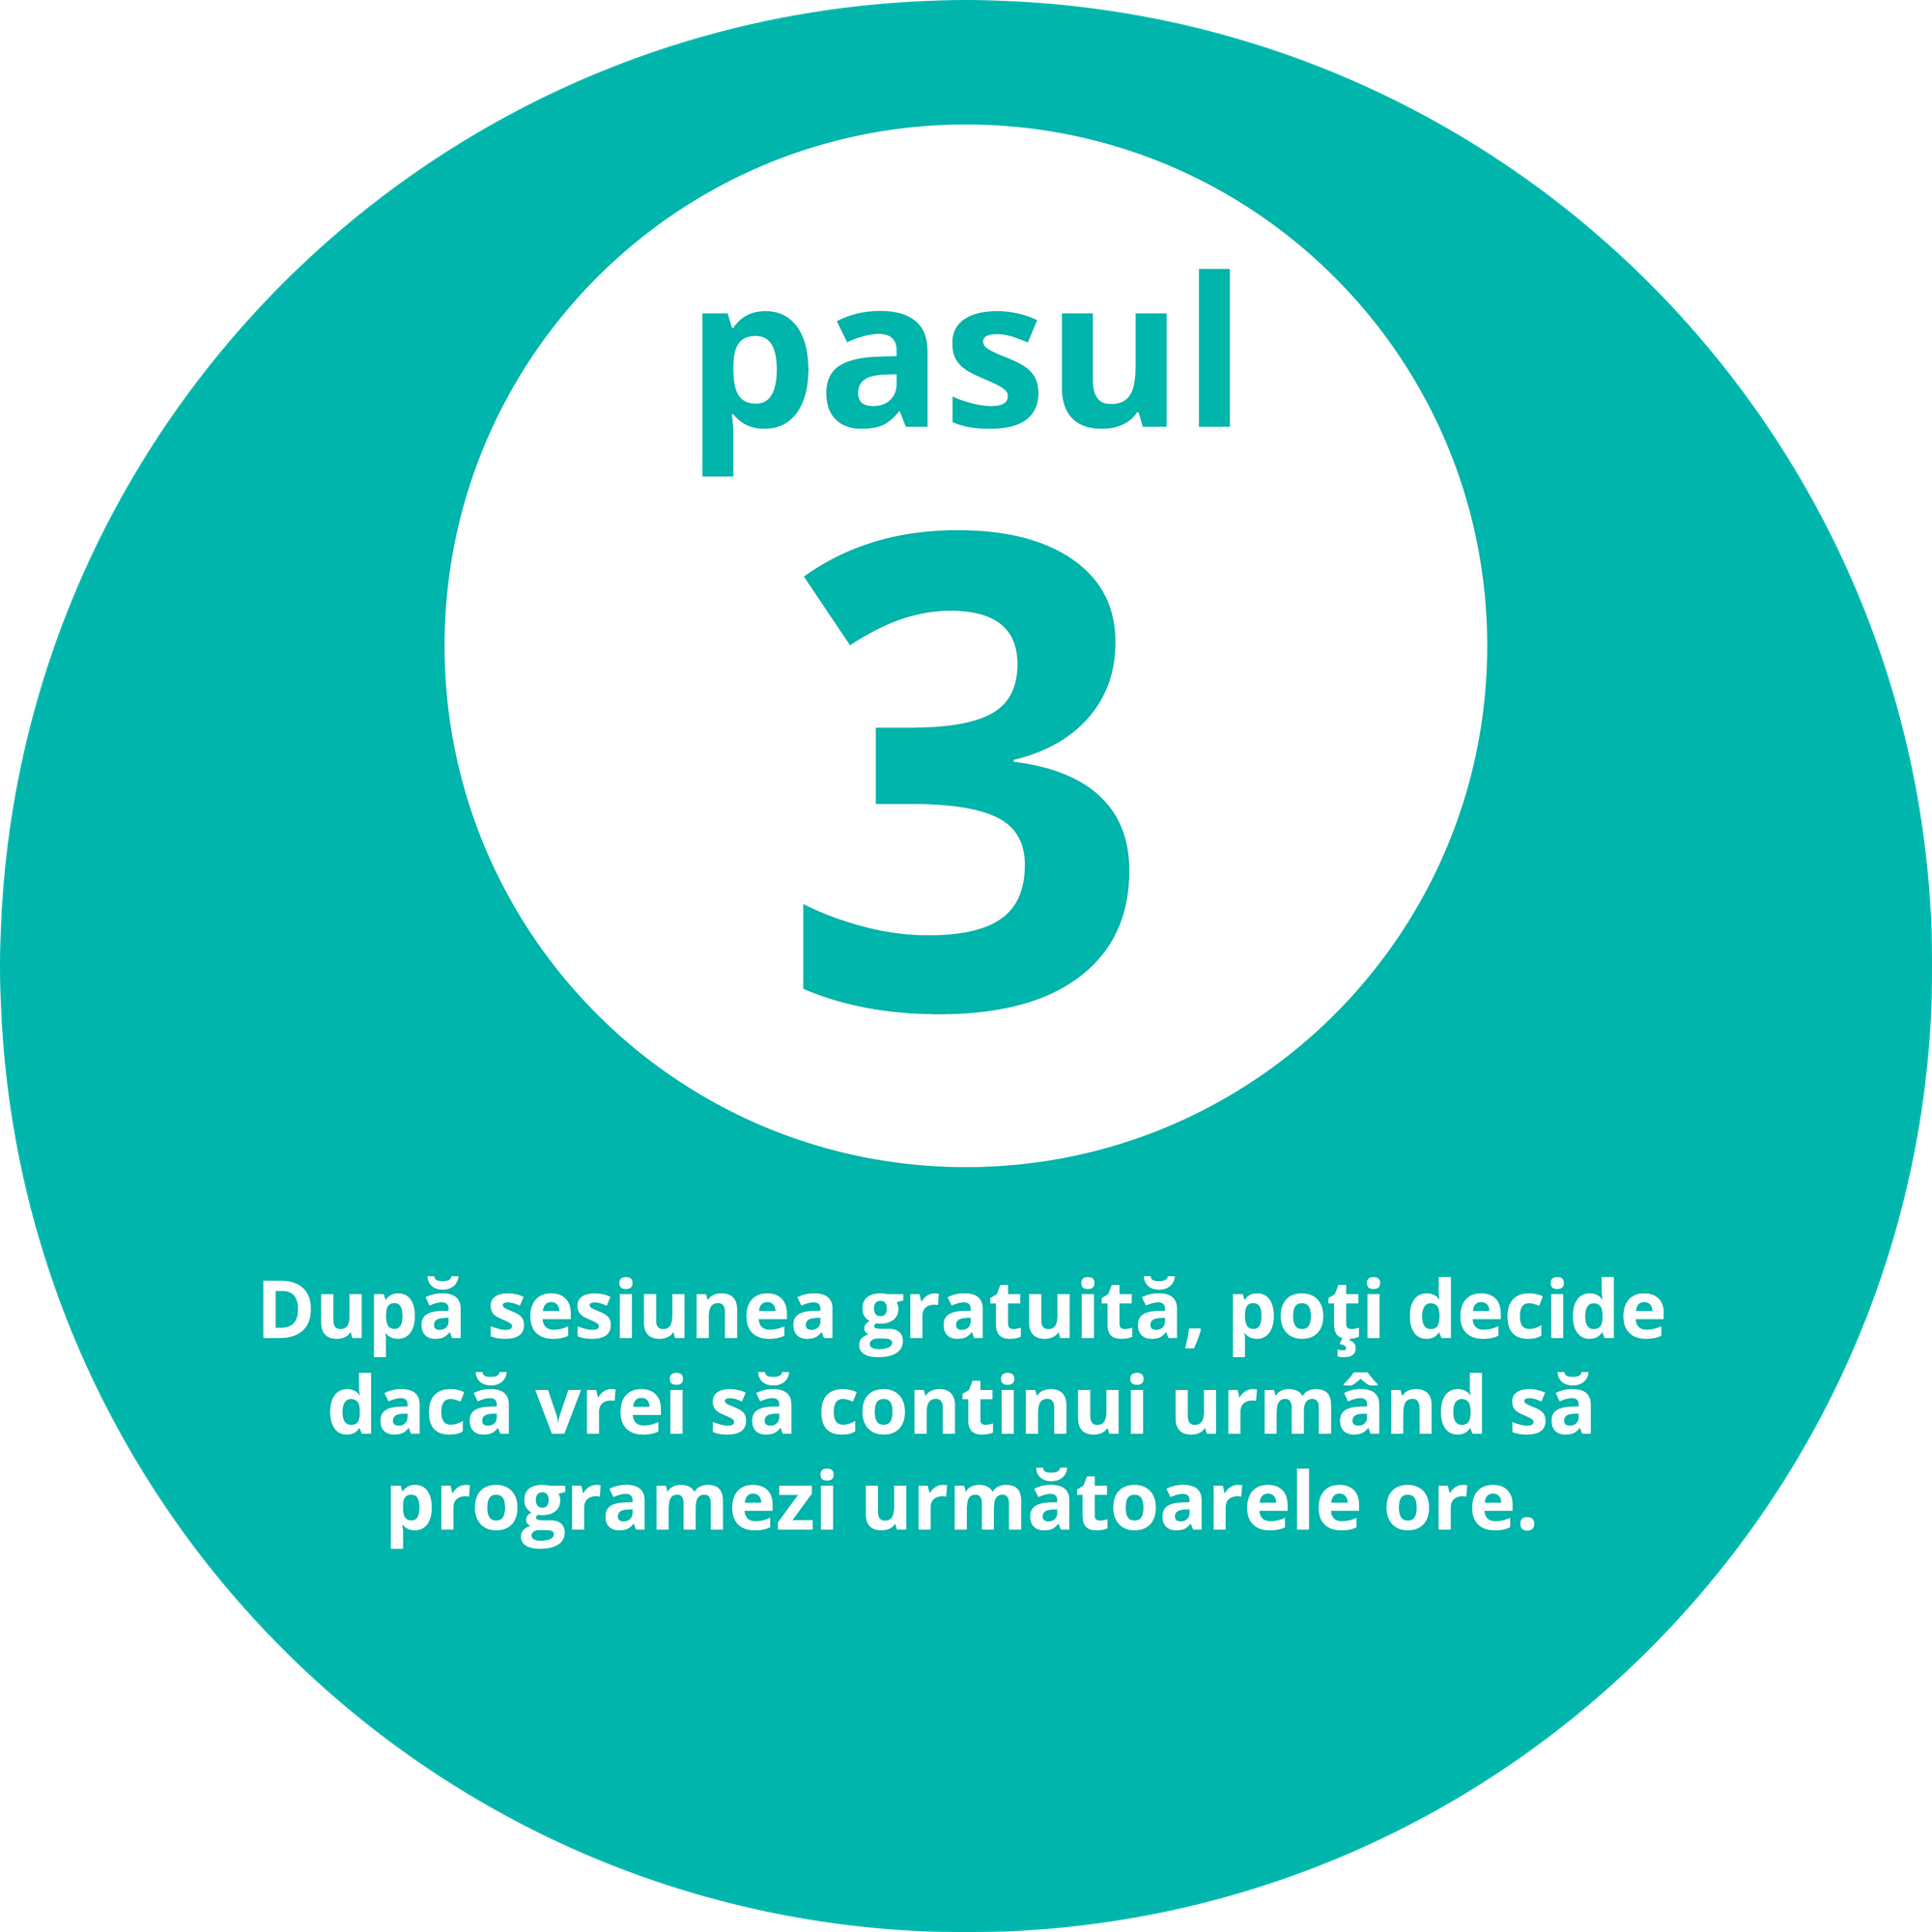 pasul
3
După sesiunea gratuită, poţi decide
dacă vrei să continui urmând să
programezi următoarele ore.